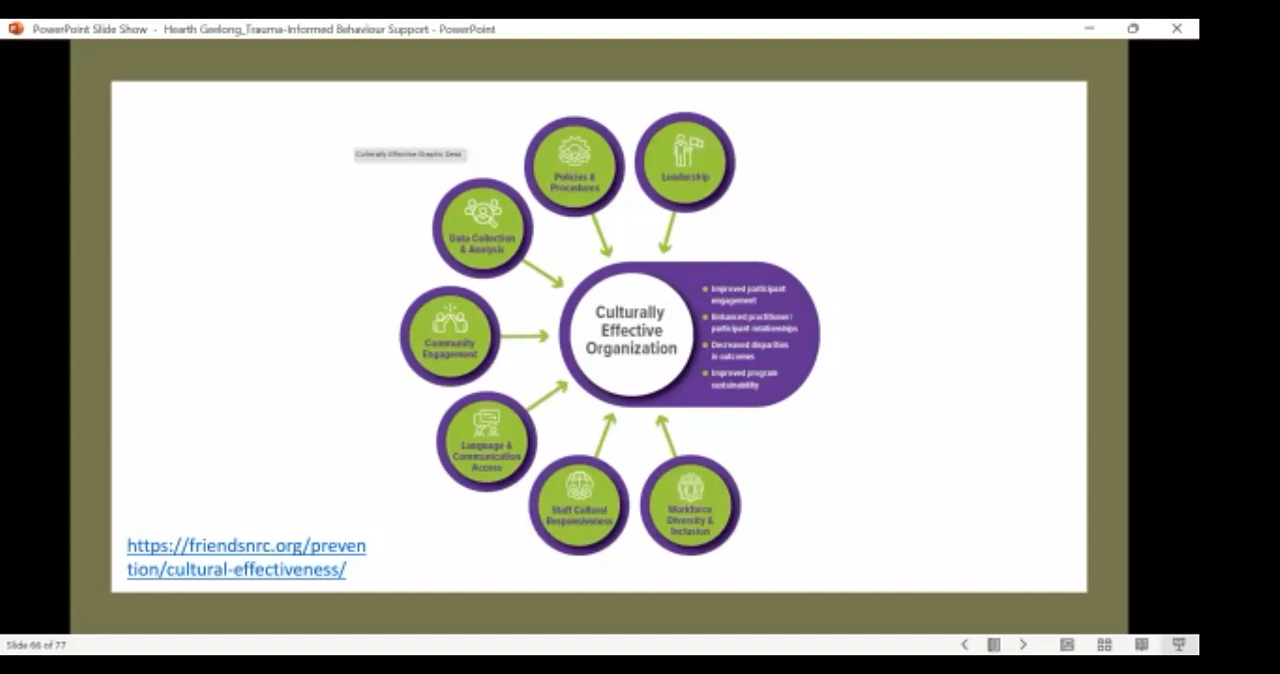 PowerPoint Slide Show - Hearth Geelong_Trauma-Informed Behaviour Support - PowerPoint
Culturally Effective Graphic Desk
Policies &
Procedures
Leadership
Data Collection
& Analysis
Community
Engagement
Language &
Communication
Access
Staff Cultural
Responsiveness
Workforce
Diversity &
Inclusion
Culturally
Effective
Organization
Improved participant
engagement
Enhanced practitioner/
participant relationships
Decreased disparities
in outcomes
Improved program
sustainability
https://friendsnrc.org/preven
tion/cultural-effectiveness/
Slide 66 of 77